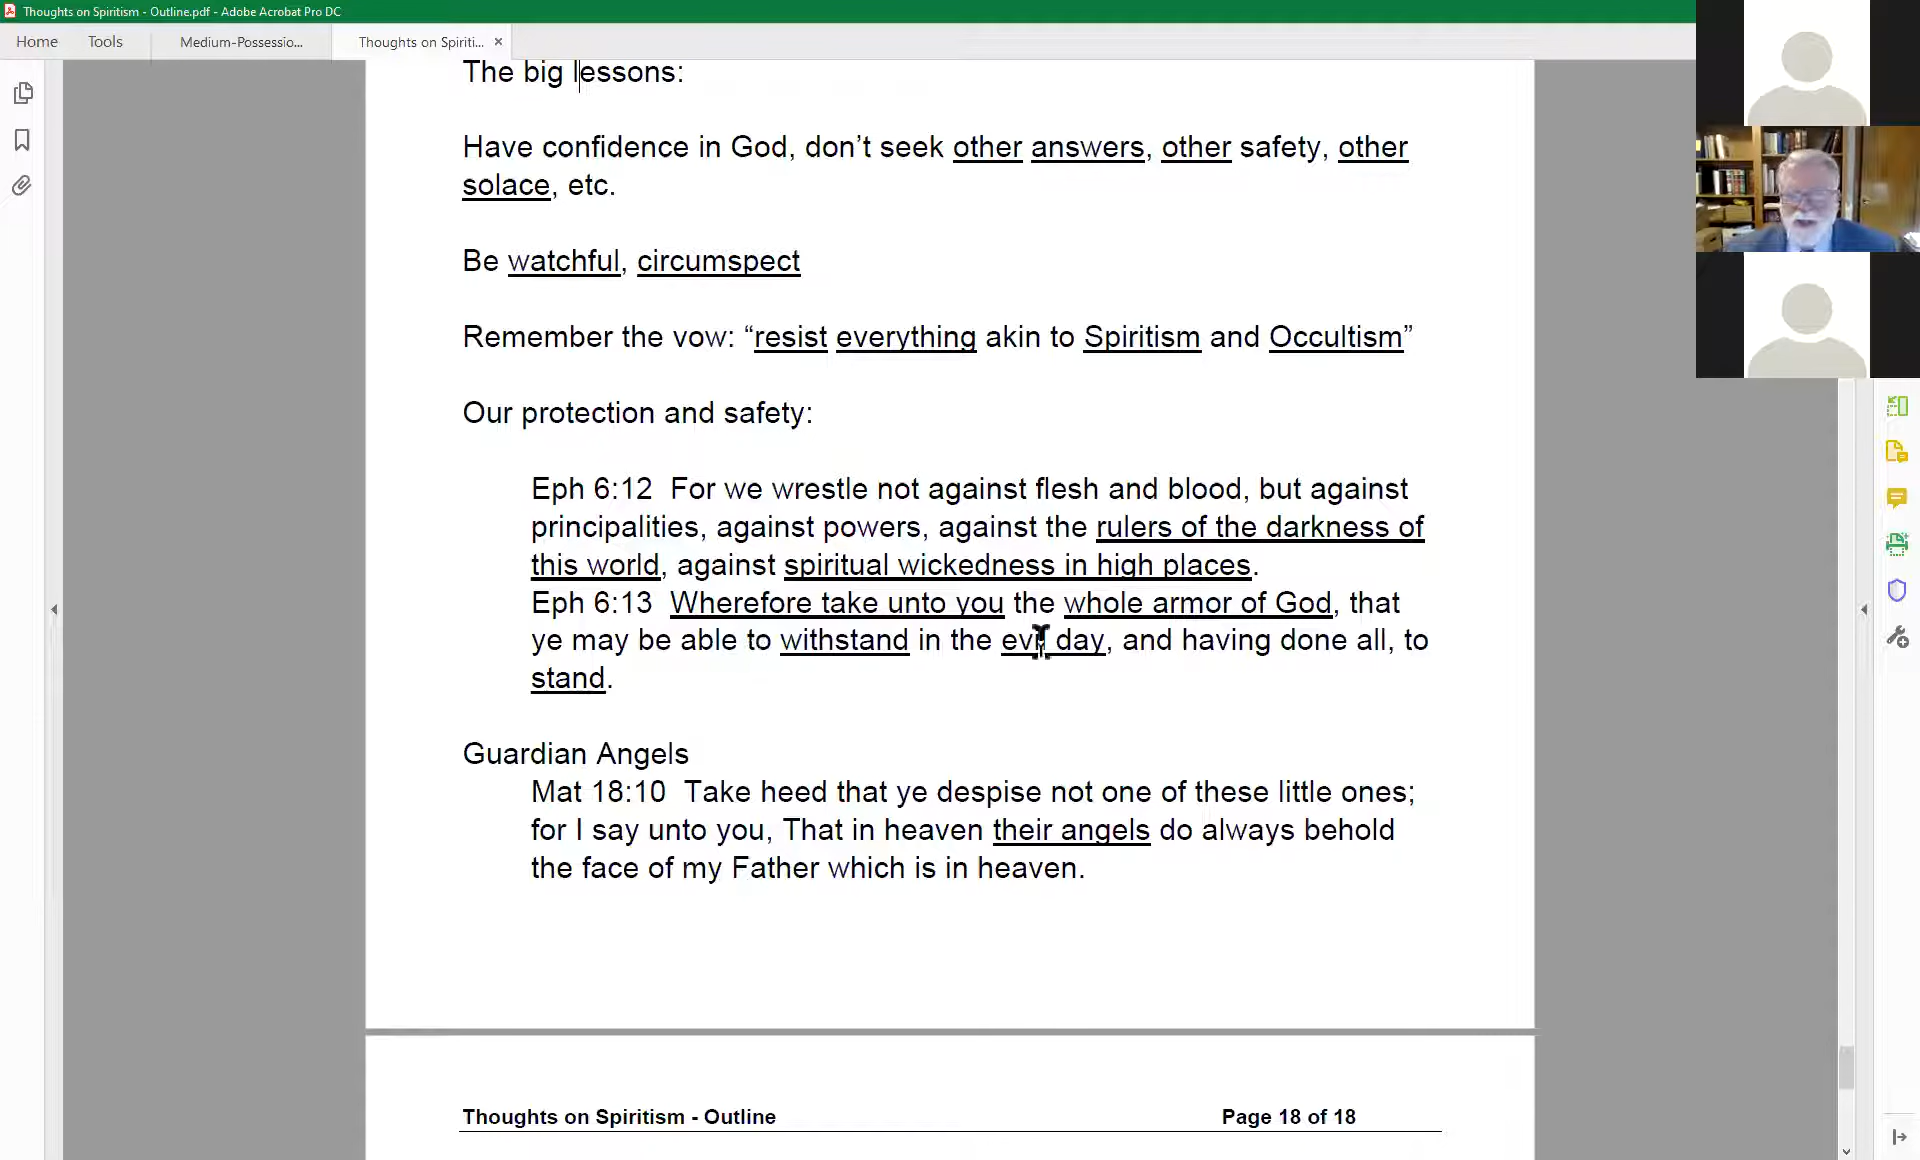 Thoughts on Spiritism - Outline.pdf - Adobe Acrobat Pro DC
Home Tools Medium-Possessio... Thoughts on Spiriti... ×
The big lessons:
Have confidence in God, don’t seek other answers, other safety, other
solace, etc.
Be watchful, circumspect
Remember the vow: “resist everything akin to Spiritism and Occultism”
Our protection and safety:
Eph 6:12 For we wrestle not against flesh and blood, but against
principalities, against powers, against the rulers of the darkness of
this world, against spiritual wickedness in high places.
Eph 6:13 Wherefore take unto you the whole armor of God, that
ye may be able to withstand in the evil day, and having done all, to
stand.
Guardian Angels
Mat 18:10 Take heed that ye despise not one of these little ones;
for I say unto you, That in heaven their angels do always behold
the face of my Father which is in heaven.
Thoughts on Spiritism - Outline Page 18 of 18